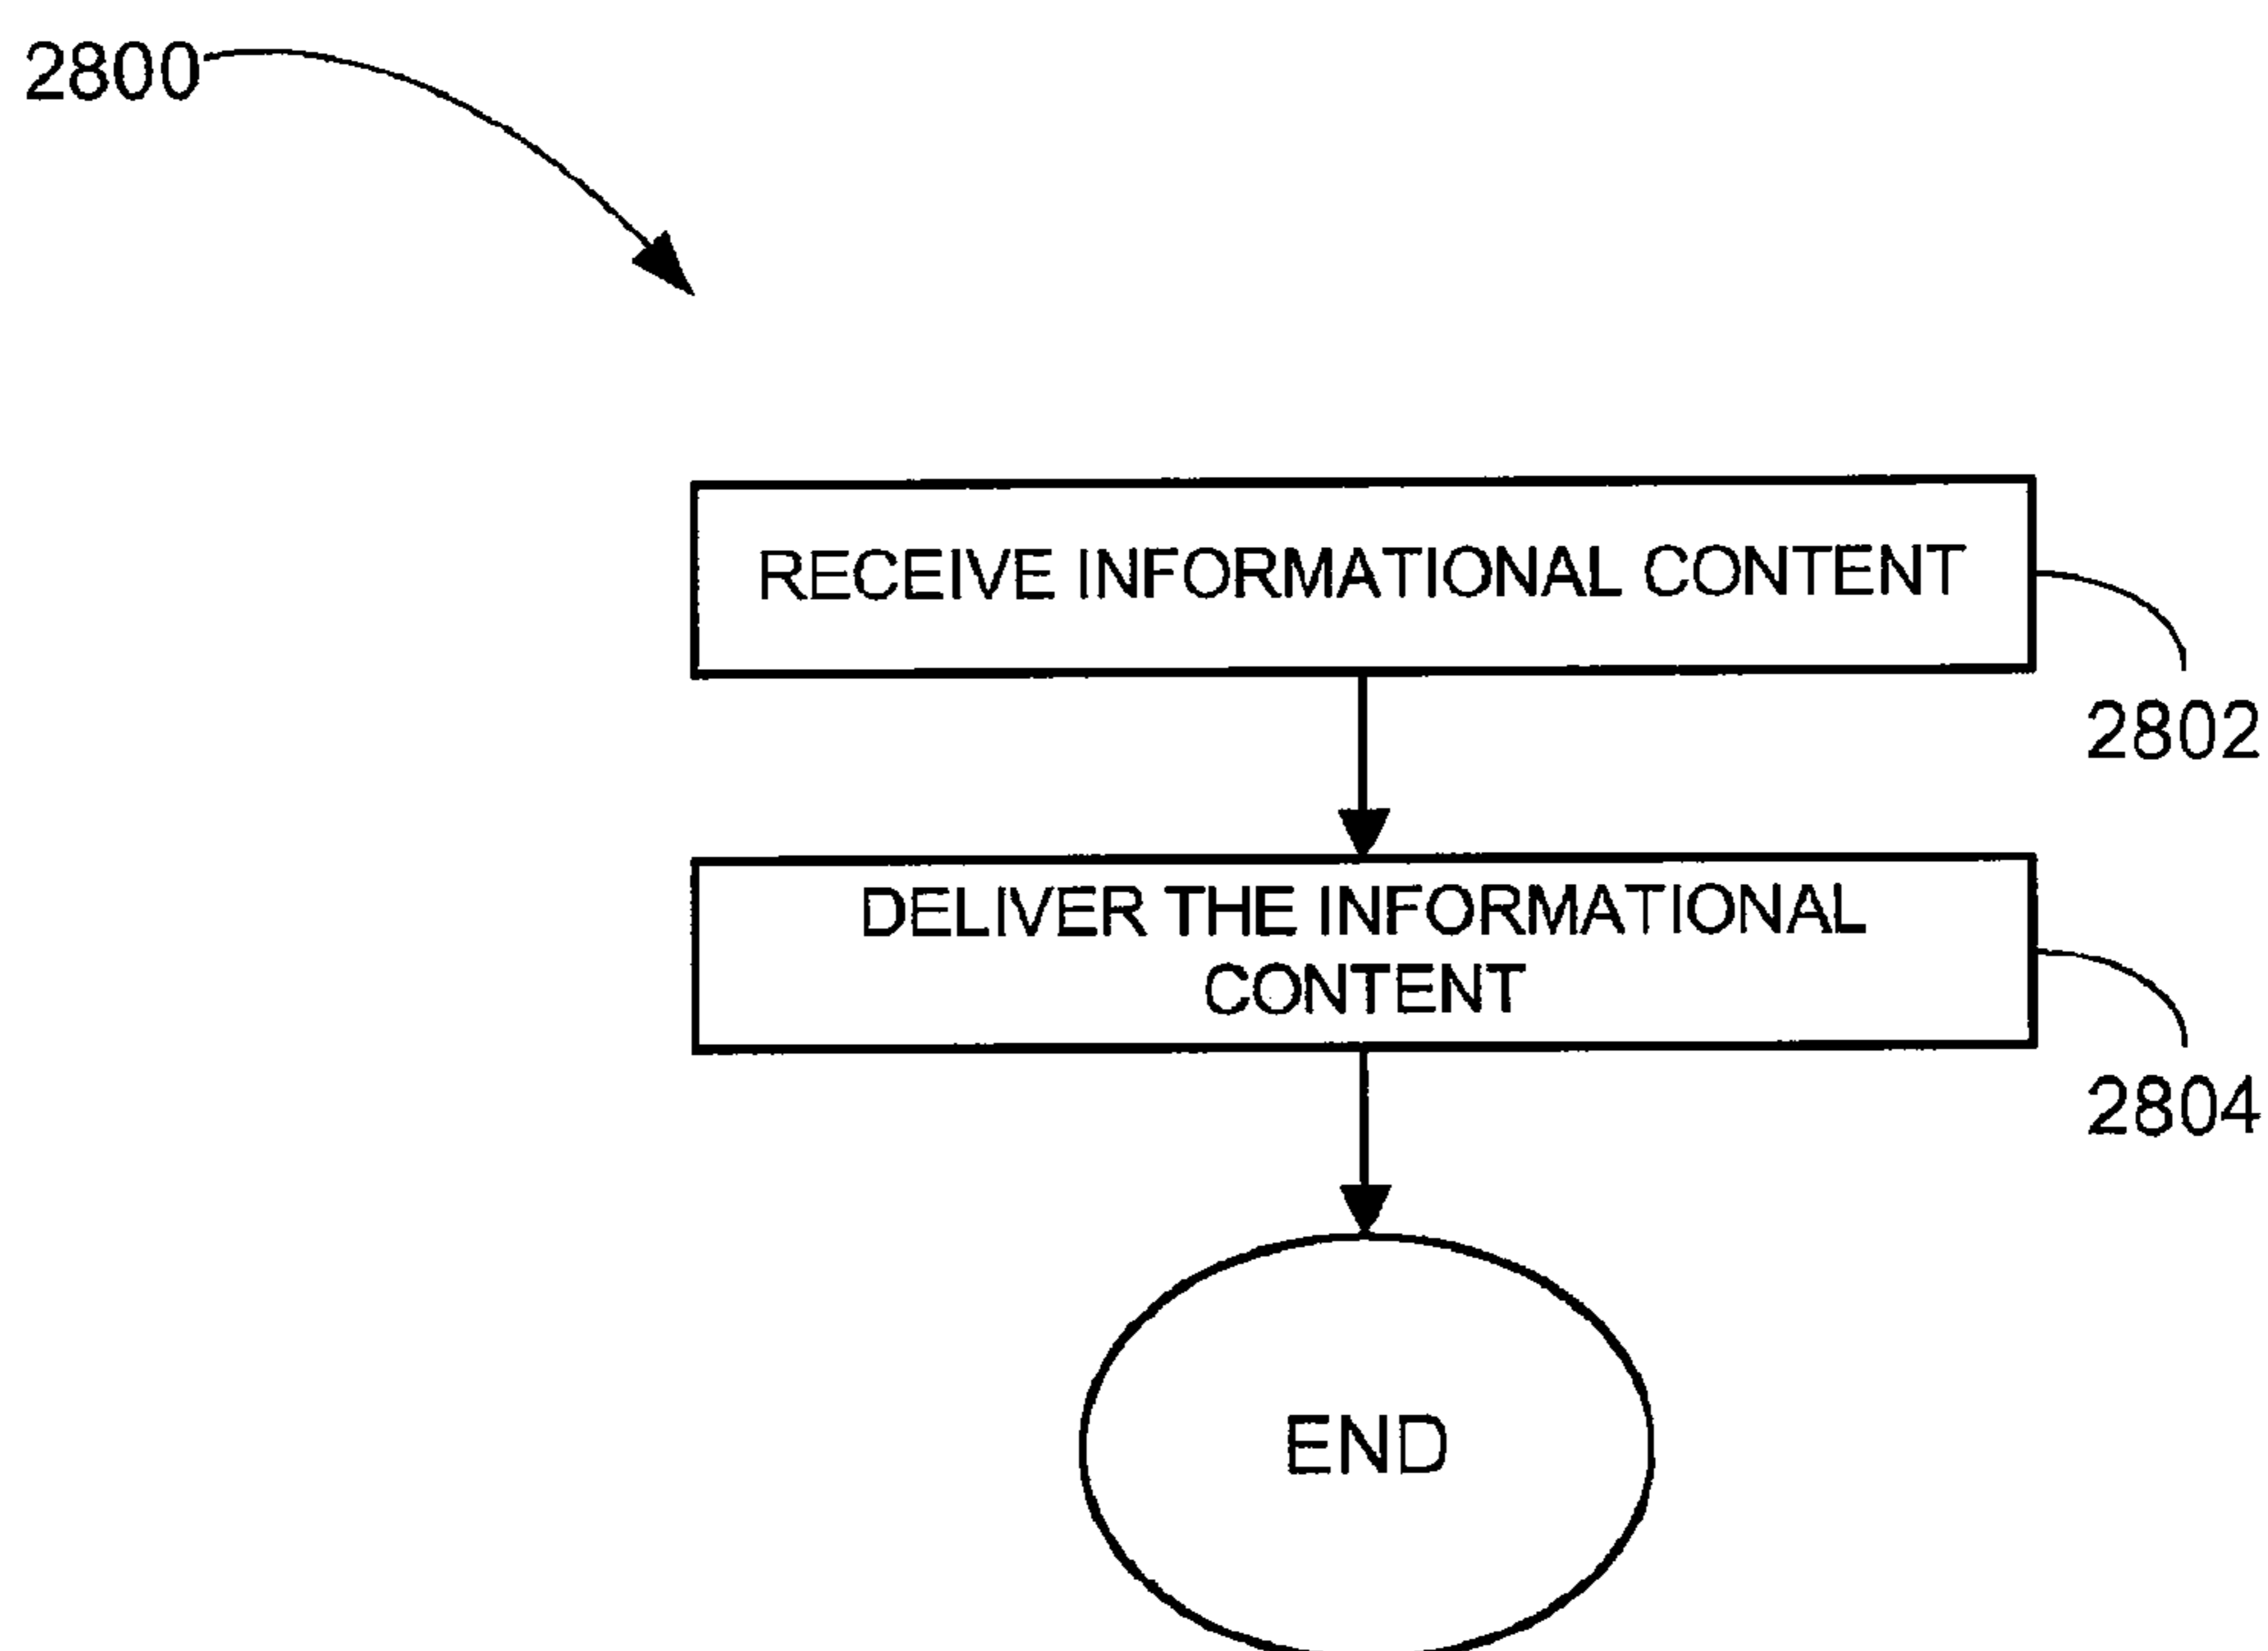 2800
RECEIVE INFORMATIONAL CONTENT
2802
DELIVER THE INFORMATIONAL
CONTENT
2804
END